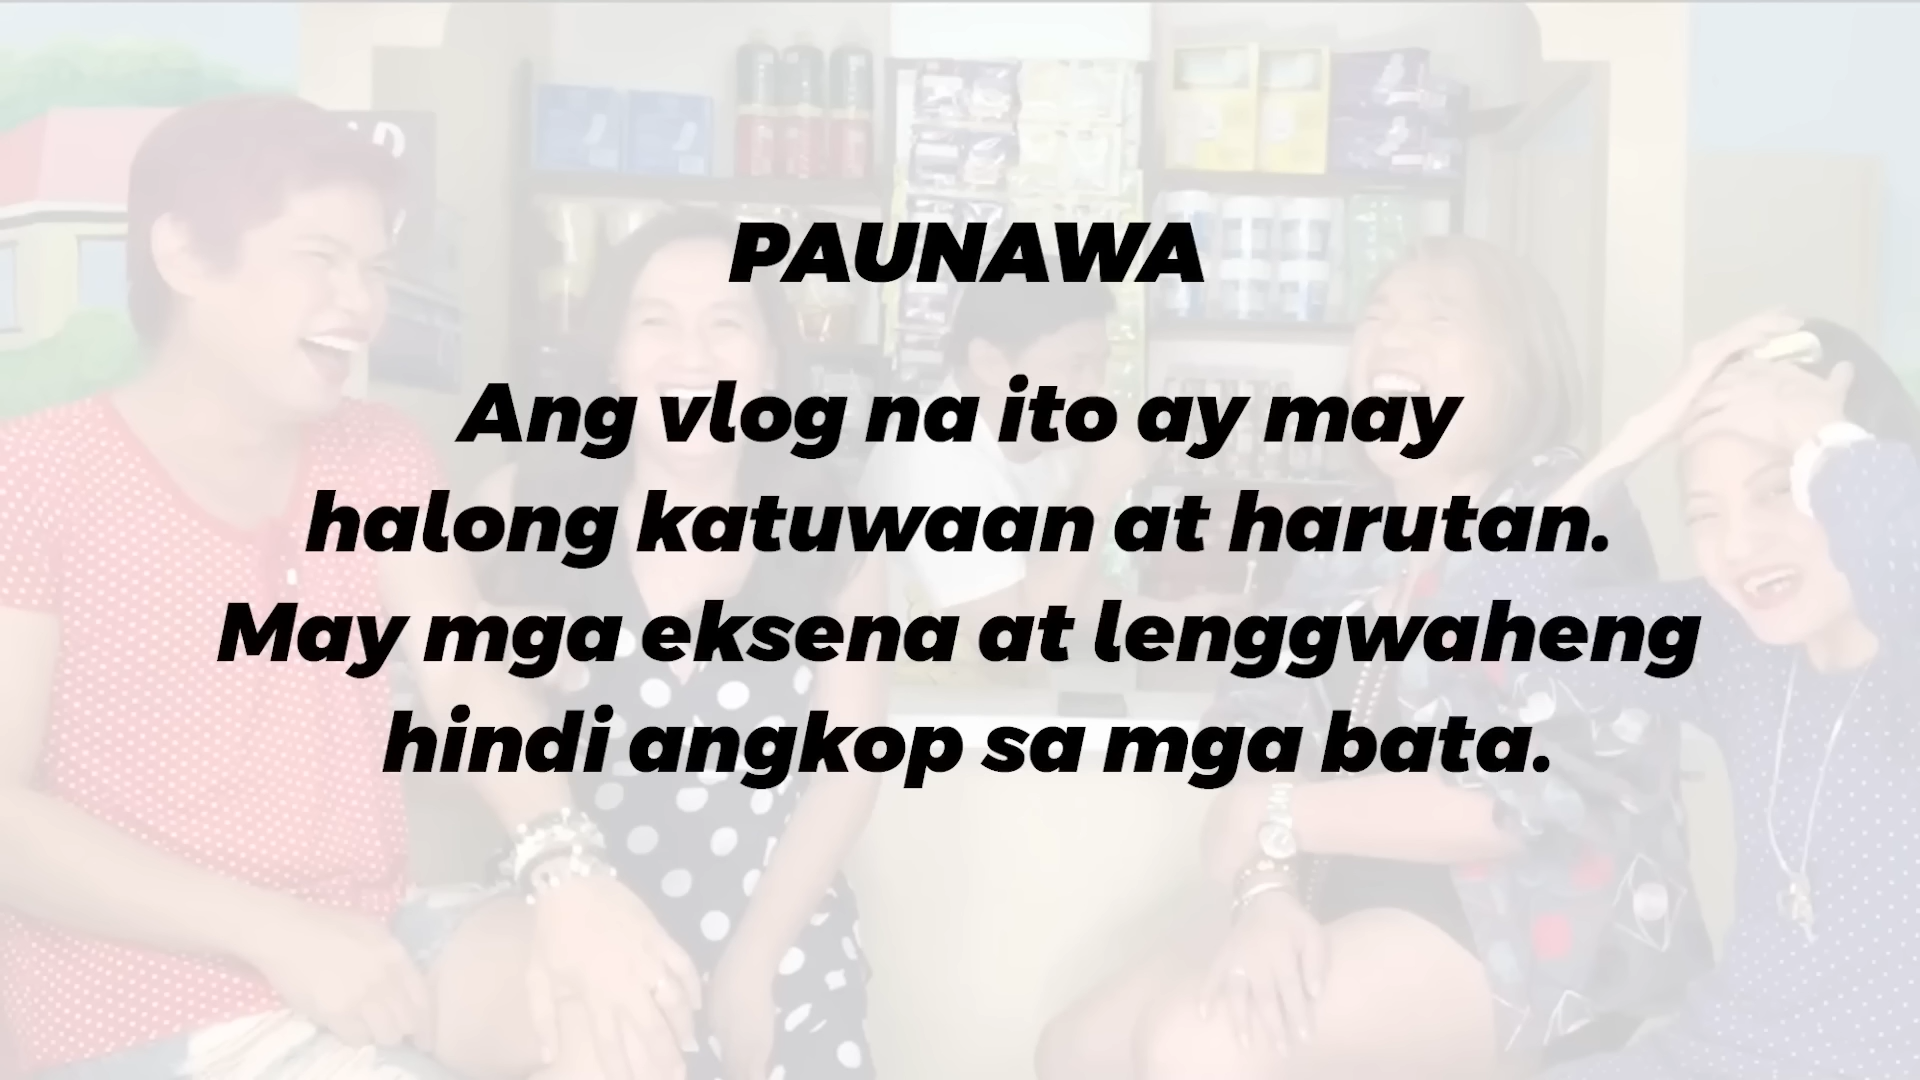 PAUNAWA
Ang vlog na ito ay may
halong katuwaan at harutan.
May mga eksena at lenggwaheng
hindi angkop sa mga bata.